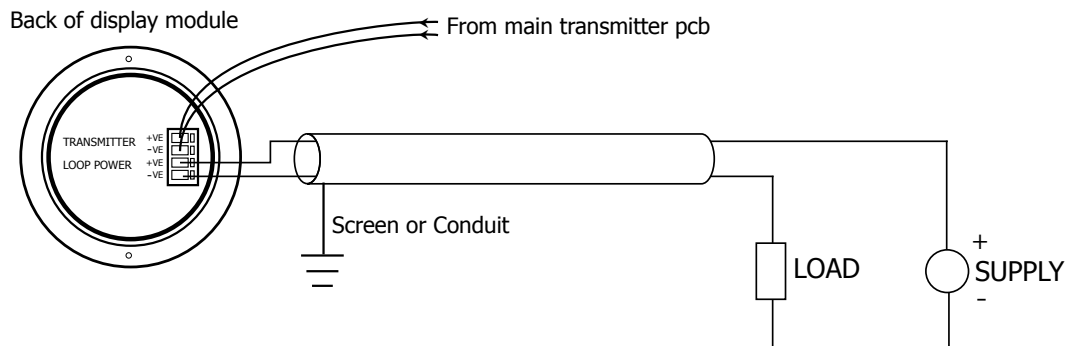 Back of display module
From main transmitter pcb
TRANSMITTER +VE
-VE
LOOP POWER +VE
-VE
Screen or Conduit
LOAD
+
SUPPLY
-